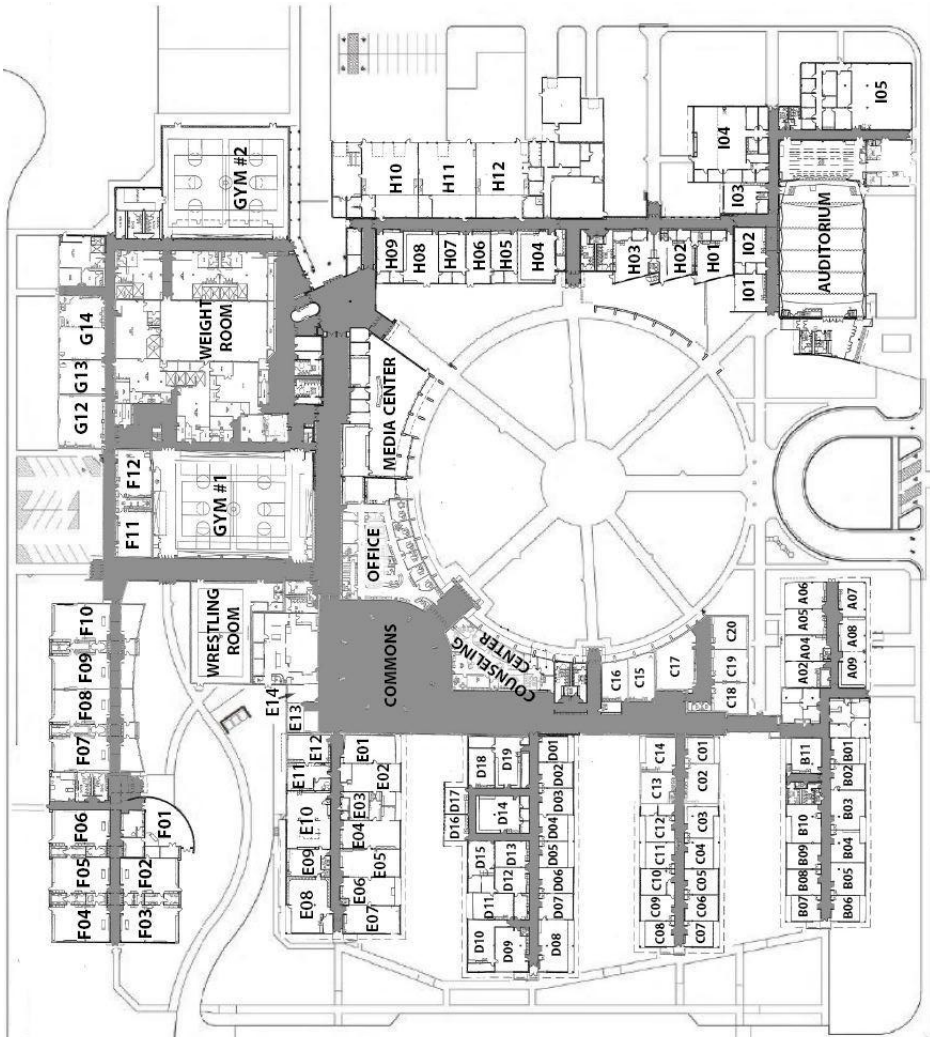 I05
I04
GYM #2
H10
H11
H12
I03
AUDITORIUM
H09
H08
H07
H06
H05
H04
H03
H02
H01
I02
I01
G14
G13
G12
WEIGHT
ROOM
MEDIA CENTER
F12
F11
GYM #1
OFFICE
WRESTLING
ROOM
COMMONS
COUNSELING
CENTER
C20
C19
C18
C17
C16
C15
A06
A05
A04
A02
A07
A08
A09
F10
F09
F08
F07
F06
F05
F04
F01
F02
F03
E14
E13
E12
E11
E10
E09
E08
E01
E02
E03
E04
E05
E06
E07
D19
D18
D17
D16
D14
D15
D13
D12
D11
D10
D09
D01
D02
D03
D04
D05
D06
D07
D08
C14
C13
C12
C11
C10
C09
C08
C01
C02
C03
C04
C05
C06
C07
B11
B10
B09
B08
B07
B01
B02
B03
B04
B05
B06